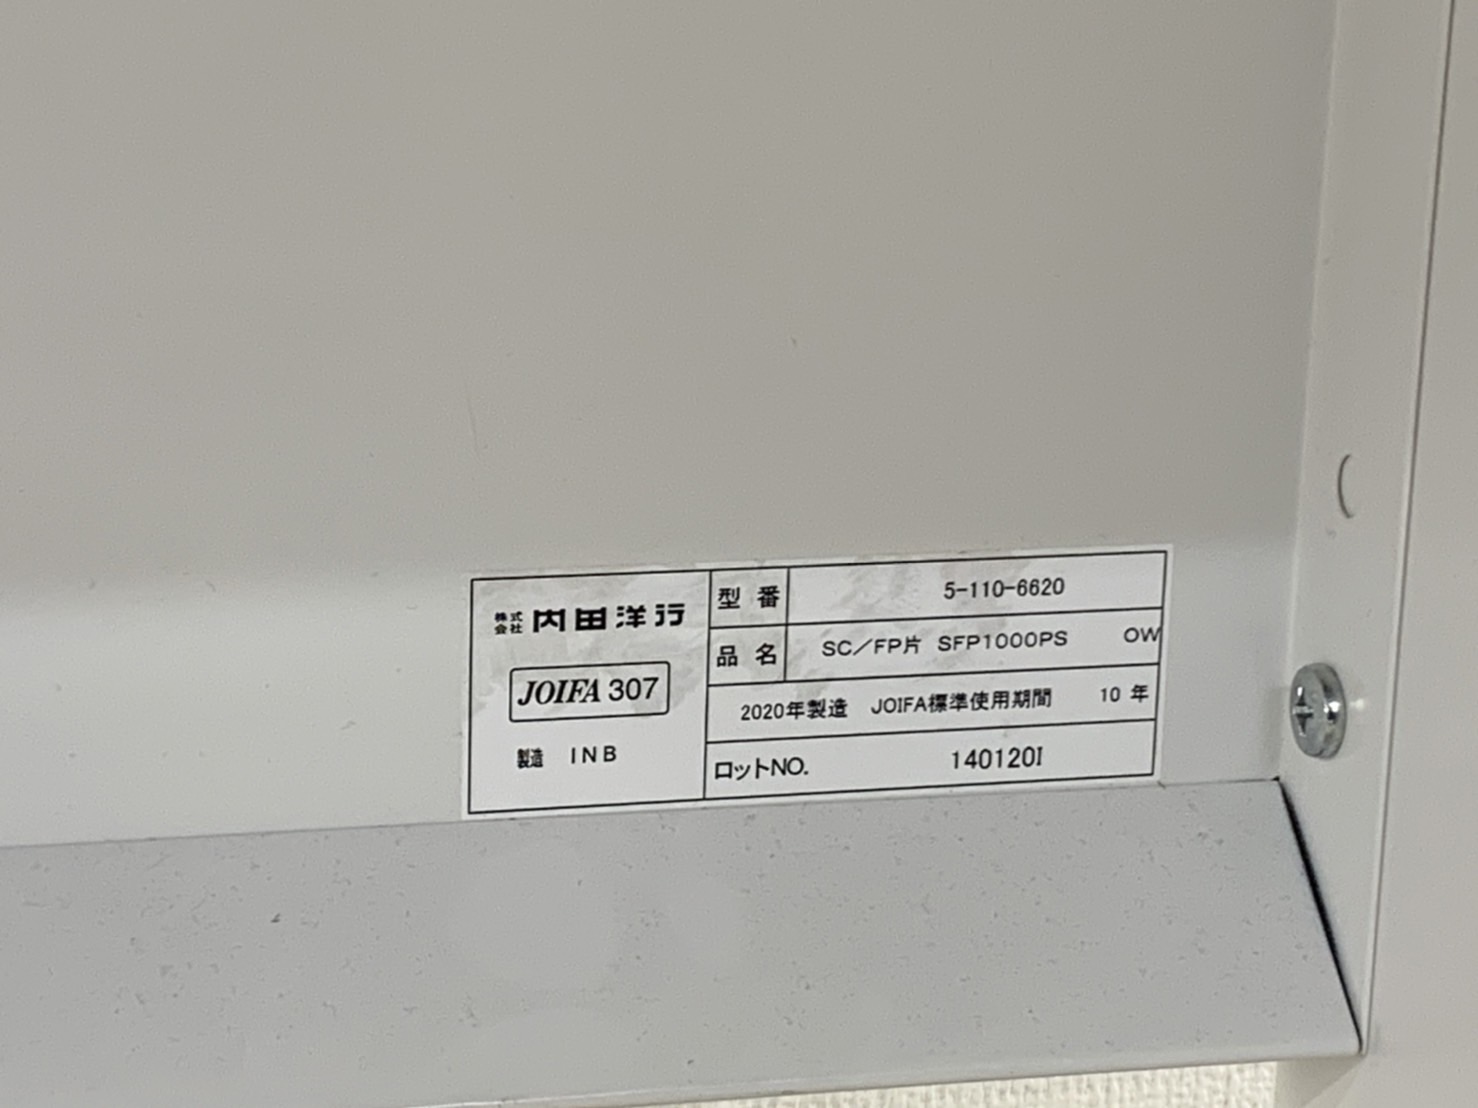 株式会社 内田洋行
JOIFA 307
製造 INB
型番 5-110-6620
品名 SC／FP片 SFP1000PS OW
2020年製造 JOIFA標準使用期間 10年
ロットNO. 140120I